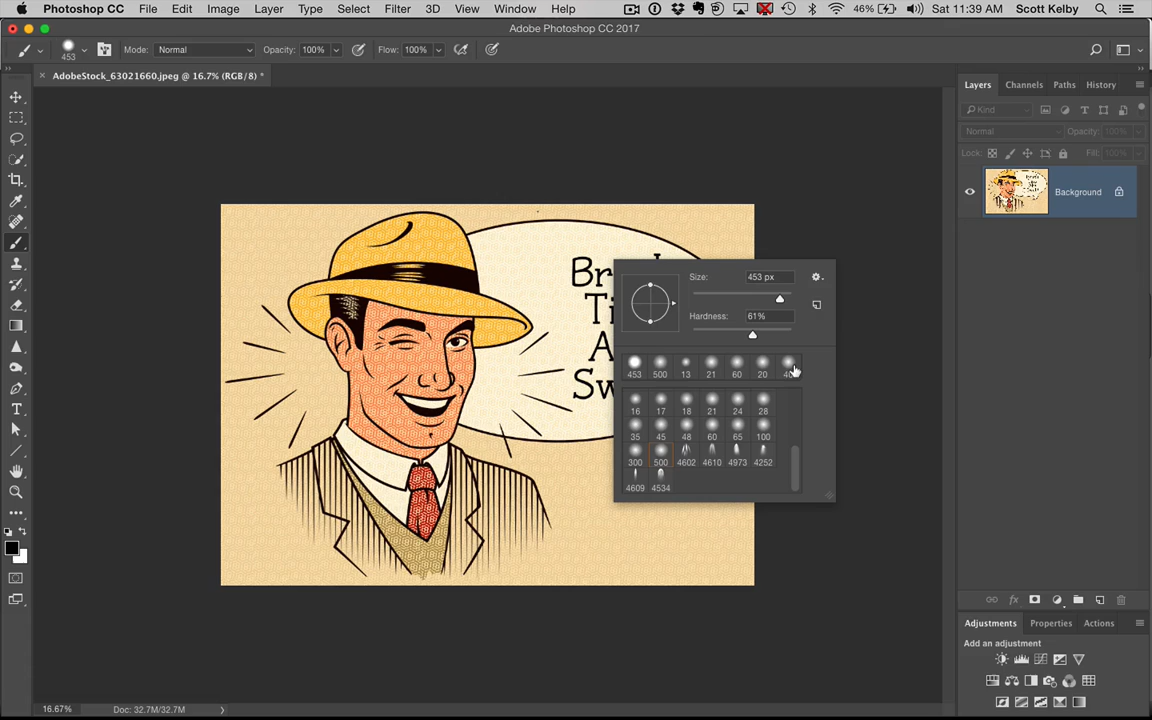 Adobe Photoshop CC File Edit Image Layer Type Select Filter 3D View Window Help 46% Sat 11:39 AM Scott Kelby
Adobe Photoshop CC 2017
453 Mode: Normal Opacity: 100% Flow: 100%
× AdobeStock_63021660.jpeg @ 16.7% (RGB/8) *
Layers Channels Paths History
Kind
Normal Opacity: 100%
Lock: Fill: 100%
Background
Size: 453 px
Hardness: 61%
453 500 13 21 60 20
16 17 18 21 24 28
35 45 48 60 65 100
300 500 4602 4610 4973 4252
4609 4534
Adjustments Properties Actions
Add an adjustment
16.67% Doc: 32.7M/32.7M